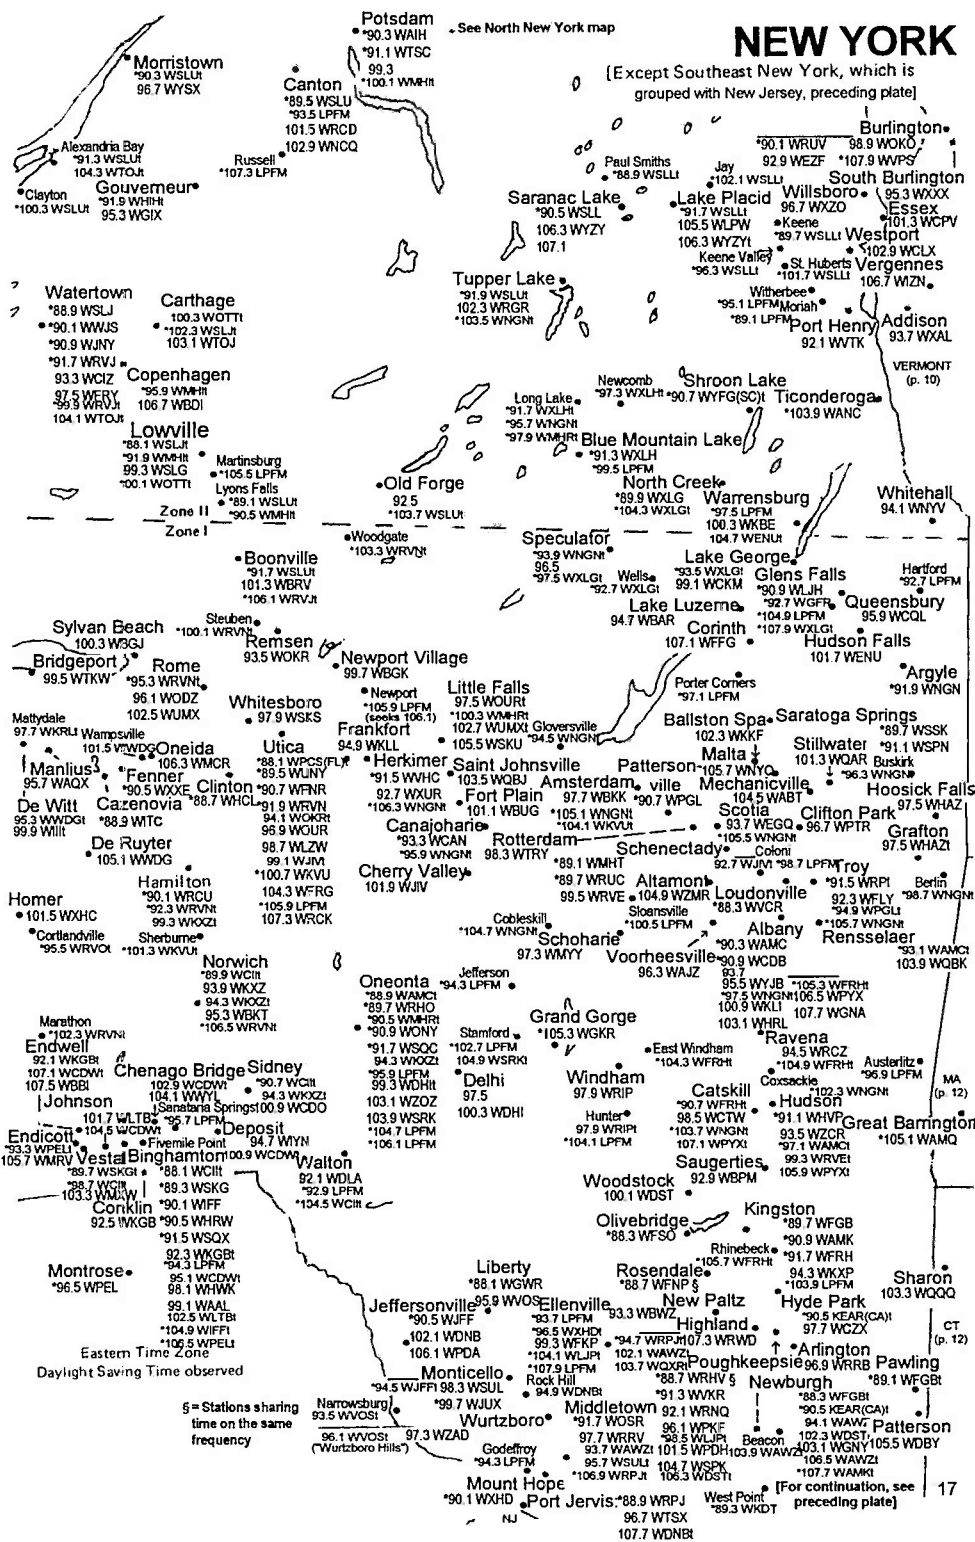 NEW YORK
[Except Southeast New York, which is
grouped with New Jersey, preceding plate]
Potsdam
*90.3 WAIH
*91.1 WTSC
99.3
*100.1 WMHIt
See North New York map
Morristown
*90.3 WSLUt
96.7 WYSX
Canton
*89.5 WSLU
*93.5 LPFM
101.5 WRCD
102.9 WNCQ
Alexandria Bay
*91.3 WSLUt
104.3 WTOJt
Clayton
*100.3 WSLUt
Gouverneur
*91.9 WHIHt
95.3 WGIX
Russell
*107.3 LPFM
Paul Smiths
*88.9 WSLLt
Saranac Lake
*90.5 WSLL
106.3 WYZY
107.1
Jay
*102.1 WSLLt
Lake Placid
*91.7 WSLLt
105.5 WLPW
106.3 WYZYt
Burlington
*90.1 WRUV 98.9 WOKO
92.9 WEZF *107.9 WVPS
South Burlington
95.3 WXXX
Willsboro
96.7 WXZO
Essex
101.3 WCPV
Keene
*89.7 WSLLt
Westport
102.9 WCLX
Keene Valley
*96.3 WSLLt
St. Huberts
*101.7 WSLLt
Vergennes
106.7 WIZN
Witherbee
*95.1 LPFM
Moriah
*89.1 LPFM
Port Henry
92.1 WVTK
Addison
93.7 WXAL
VERMONT
(p. 10)
Tupper Lake
*91.9 WSLUt
102.3 WRGR
*103.5 WNGNt
Watertown
*88.9 WSLJ
*90.1 WWJS
*90.9 WJNY
*91.7 WRVJ
93.3 WCIZ
97.5 WFRY
*99.9 WRVJt
104.1 WTOJt
Carthage
100.3 WOTTt
*102.3 WSLJt
103.1 WTOJ
Copenhagen
*95.9 WMHIt
106.7 WBDI
Lowville
*88.1 WSLJt
*91.9 WMHIt
99.3 WSLG
*00.1 WOTTt
Martinsburg
*105.5 LPFM
Lyons Falls
*89.1 WSLUt
*90.5 WMHIt
Zone II
Zone I
Old Forge
92.5
*103.7 WSLUt
Newcomb
*97.3 WXLHt
Shroon Lake
*90.7 WYFG(SC)t
Ticonderoga
*103.9 WANC
Long Lake
*91.7 WXLHt
*95.7 WNGNt
*97.9 WMHRt
Blue Mountain Lake
*91.3 WXLH
*99.5 LPFM
North Creek
*89.9 WXLG
*104.3 WXLGt
Warrensburg
*97.5 LPFM
100.3 WKBE
104.7 WENUt
Whitehall
94.1 WNYV
Woodgate
*103.3 WRVNt
Boonville
*91.7 WSLUt
101.3 WBRV
*106.1 WRVJt
Speculator
*93.9 WNGNt
96.5
*97.5 WXLGt
Wells
*92.7 WXLGt
Lake George
*93.5 WXLGt
99.1 WCKM
Glens Falls
*90.9 WLJH
*92.7 WGFR
*104.9 LPFM
*107.9 WXLGt
Hartford
*92.7 LPFM
Queensbury
95.9 WCQL
Lake Luzerne
94.7 WBAR
Corinth
107.1 WFFG
Hudson Falls
101.7 WENU
Argyle
*91.9 WNGN
Steuben
*100.1 WRVNt
Remsen
93.5 WOKR
Sylvan Beach
100.3 WBGJ
Bridgeport
99.5 WTKW
Rome
*95.3 WRVNt
96.1 WODZ
102.5 WUMX
Newport Village
99.7 WBGK
Newport
*105.9 LPFM
(seeks 106.1)
Little Falls
97.5 WOURt
*100.3 WMHRt
102.7 WUMXt
105.5 WSKU
Porter Corners
*97.1 LPFM
Gloversville
*94.5 WNGNt
Ballston Spa
102.3 WKKF
Saratoga Springs
*89.7 WSSK
*91.1 WSPN
Whitesboro
97.9 WSKS
Mattydale
97.7 WKRLt
Wampsville
101.5 WWDGt
Oneida
106.3 WMCR
Manlius
95.7 WAQX
Fenner
*90.5 WXXE
Clinton
*88.7 WHCL
Cazenovia
*88.9 WITC
De Witt
95.3 WWDGt
99.9 WIIIt
De Ruyter
*105.1 WWDG
Utica
*88.1 WPCS(FL)t
*89.5 WUNY
*90.7 WFNR
*91.9 WRVN
94.1 WOKRt
96.9 WOUR
98.7 WLZW
99.1 WJIVt
*100.7 WKVU
104.3 WFRG
*105.9 LPFM
107.3 WRCK
Frankfort
94.9 WKLL
Herkimer
*91.5 WVHC
92.7 WXUR
*106.3 WNGNt
Saint Johnsville
103.5 WQBJ
Fort Plain
101.1 WBUG
Canajoharie
*93.3 WCAN
*95.9 WNGNt
Cherry Valley
101.9 WJIV
Amsterdam
97.7 WBKK
*105.1 WNGNt
*104.1 WKVUt
Patterson-
ville
*90.7 WPGL
Rotterdam
98.3 WTRY
Malta
*105.7 WNYQ
Mechanicville
104.5 WABT
Stillwater
101.3 WQAR
Buskirk
*96.3 WNGNt
Hoosick Falls
97.5 WHAZ
Scotia
*93.7 WEGQ
*105.5 WNGNt
Clifton Park
96.7 WPTR
Grafton
97.5 WHAZt
Schenectady
*89.1 WMHT
*89.7 WRUC
99.5 WRVE
Coloni
92.7 WJIVt *98.7 LPFM
Troy
*91.5 WRPI
92.3 WFLY
*94.9 WPGLt
*105.7 WNGNt
Berlin
*98.7 WNGNt
Altamont
104.9 WZMR
Loudonville
*88.3 WVCR
Sloansville
*100.5 LPFM
Albany
*90.3 WAMC
*90.9 WCDB
93.7
95.5 WYJB
*97.5 WNGNt
100.9 WKLI
103.1 WHRL
*105.3 WFRHt
106.5 WPYX
107.7 WGNA
Rensselaer
*93.1 WAMCt
103.9 WQBK
Voorheesville
96.3 WAJZ
Cobleskill
*104.7 WNGNt
Schoharie
97.3 WMYY
Homer
101.5 WXHC
Cortlandville
*95.5 WRVOt
Hamilton
*90.1 WRCU
*92.3 WRVNt
99.3 WKXZt
Sherburne
*101.3 WKVUt
Norwich
*89.9 WCIIt
93.9 WKXZ
94.3 WKXZt
95.3 WBKT
*106.5 WRVNt
Oneonta
*88.9 WAMCt
*89.7 WRHO
*90.5 WMHRt
*90.9 WONY
*91.7 WSQC
94.3 WKXZt
*95.9 LPFM
99.3 WDHIt
103.1 WZOZ
103.9 WSRK
*104.7 LPFM
*106.1 LPFM
Jefferson
*94.3 LPFM
Stamford
*102.7 LPFM
104.9 WSRKt
Delhi
97.5
100.3 WDHI
Grand Gorge
*105.3 WGKR
East Windham
*104.3 WFRHt
Windham
97.9 WRIP
Hunter
97.9 WRIPt
*104.1 LPFM
Ravena
94.5 WRCZ
*104.9 WFRHt
Coxsackie
*102.3 WNGNt
Austerlitz
*96.9 LPFM
MA
(p. 12)
Catskill
*90.7 WFRHt
98.5 WCTW
*103.7 WNGNt
107.1 WPYXt
Hudson
*91.1 WHVP
93.5 WZCR
*97.1 WAMCt
99.3 WRVEt
105.9 WPYXt
Great Barrington
*105.1 WAMQ
Marathon
*102.3 WRVNt
Endwell
92.1 WKGBt
107.1 WCDWt
107.5 WBBI
Johnson
101.7 WLTBt
*104.5 WCDWt
Chenago Bridge
102.9 WCDWt
104.1 WWYL
Sidney
*90.7 WCIIt
94.3 WKXZt
100.9 WCDO
Sanataria Springs
*95.7 LPFM
Deposit
94.7 WIYN
100.9 WCDWt
Endicott
*93.3 WPELt
105.7 WMRV
Vestal
*89.7 WSKGt
*98.7 WCIIt
103.3 WMXW
Fivemile Point
Binghamton
*88.1 WCIIt
*89.3 WSKG
*90.1 WIFF
*90.5 WHRW
*91.5 WSQX
92.3 WKGBt
*94.3 LPFM
95.1 WCDWt
98.1 WHWK
99.1 WAAL
102.5 WLTBt
*104.9 WIFFt
*106.5 WPELt
Conklin
92.5 WKGB
Montrose
*96.5 WPEL
Eastern Time Zone
Daylight Saving Time observed
Walton
92.1 WDLA
*92.9 LPFM
*104.5 WCIIt
Saugerties
92.9 WBPM
Woodstock
100.1 WDST
Olivebridge
*88.3 WFSO
Kingston
*89.7 WFGB
*90.9 WAMK
*91.7 WFRH
94.3 WKXP
*103.9 LPFM
Rhinebeck
*105.7 WFRHt
Rosendale
*88.7 WFNP §
Sharon
103.3 WQQQ
CT
(p. 12)
Hyde Park
*90.5 KEAR(CA)t
97.7 WCZX
New Paltz
93.3 WBWZ
Highland
107.3 WRWD
Arlington
96.9 WRRB
Liberty
*88.1 WGWR
95.9 WVOS
Jeffersonville
*90.5 WJFF
102.1 WDNB
106.1 WPDA
Ellenville
*93.7 LPFM
*96.5 WXHDt
99.3 WFKP
*104.1 WLJPt
*107.9 LPFM
*94.7 WRPJt
102.1 WAWZt
103.7 WQXRt
Poughkeepsie
*88.7 WRHV §
*91.3 WVKR
92.1 WRNQ
96.1 WPKF
*98.5 WLJPt
101.5 WPDH
104.7 WSPK
106.3 WDSTt
Pawling
*89.1 WFGBt
Newburgh
*88.3 WFGBt
*90.5 KEAR(CA)t
94.1 WAWZt
102.3 WDSTt
103.1 WGNY
106.5 WAWZt
*107.7 WAMKt
Beacon
103.9 WAWZt
Patterson
105.5 WDBY
Monticello
*94.5 WJFFt 98.3 WSUL
*99.7 WJUX
Rock Hill
94.9 WDNBt
Wurtzboro
97.3 WZAD
§ = Stations sharing
time on the same
frequency
Narrowsburg
93.5 WVOSt
96.1 WVOSt
("Wurtzboro Hills")
Middletown
*91.7 WOSR
97.7 WRRV
93.7 WAWZt
95.7 WSULt
*106.9 WRPJt
Godeffroy
*94.3 LPFM
Mount Hope
*90.1 WXHD
Port Jervis:
*88.9 WRPJ
96.7 WTSX
107.7 WDNBt
NJ
West Point
*89.3 WKDT
[For continuation, see
preceding plate]
17